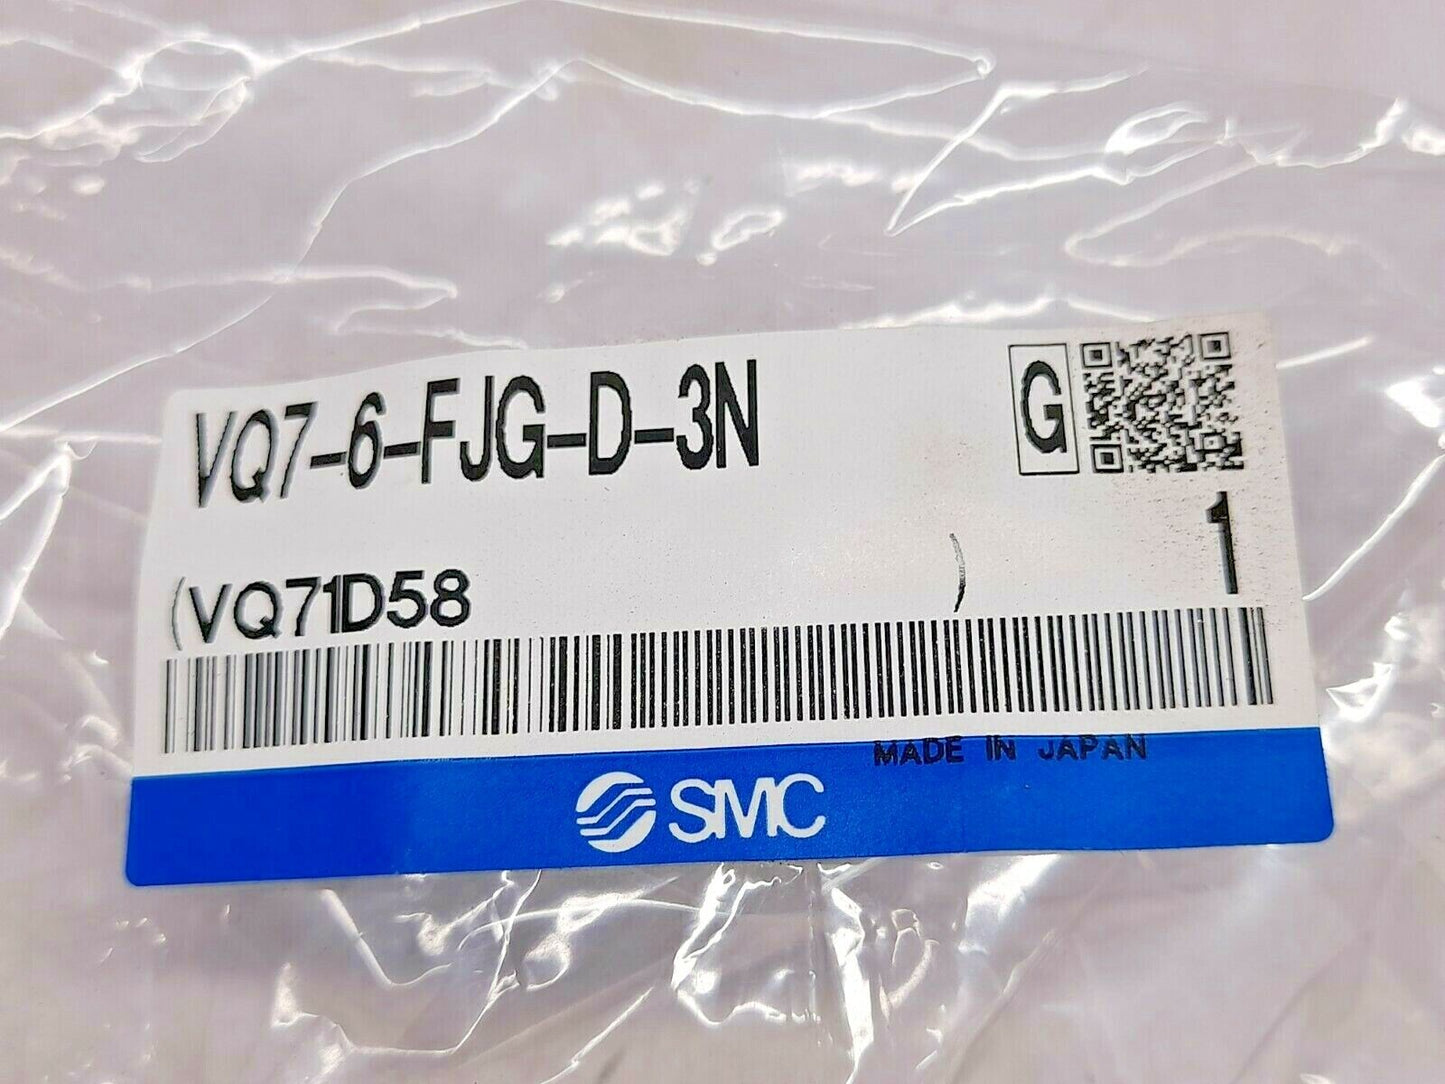 VQ7-6-FJG-D-3N
G
1
(VQ71D58 )
MADE IN JAPAN
SMC